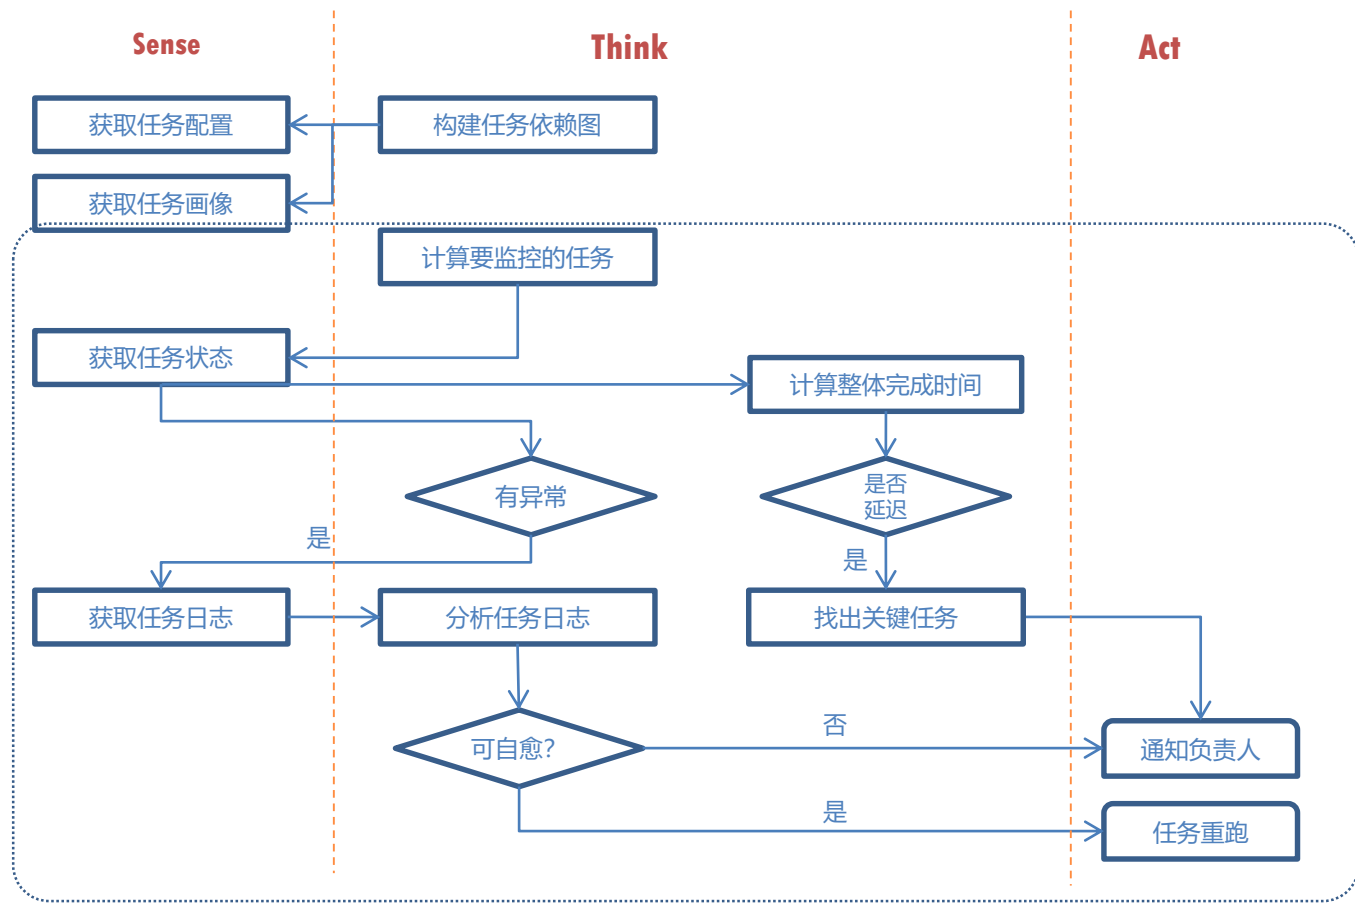 Sense
Think
Act
获取任务配置
构建任务依赖图
获取任务画像
计算要监控的任务
获取任务状态
计算整体完成时间
有异常
是否
延迟
是
是
获取任务日志
分析任务日志
找出关键任务
否
可自愈?
通知负责人
是
任务重跑